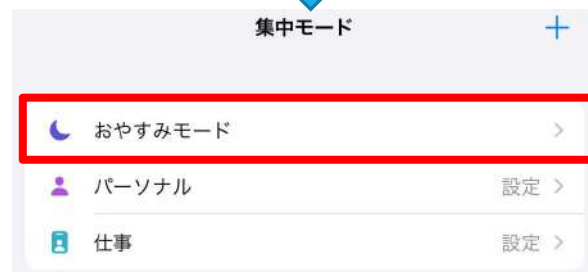 集中モード
おやすみモード
パーソナル 設定
仕事 設定